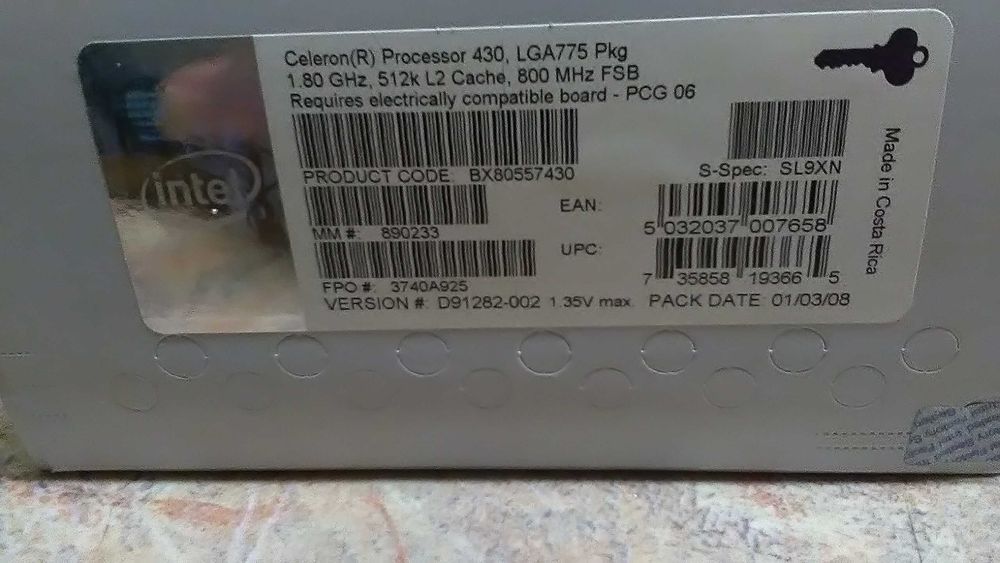 Celeron(R) Processor 430, LGA775 Pkg
1.80 GHz, 512k L2 Cache, 800 MHz FSB
Requires electrically compatible board - PCG 06
intel
PRODUCT CODE: BX80557430
S-Spec: SL9XN
MM #: 890233
EAN:
5 032037 007658
FPO #: 3740A925
UPC:
7 35858 19366 5
VERSION #: D91282-002 1.35V max. PACK DATE: 01/03/08
Made in Costa Rica